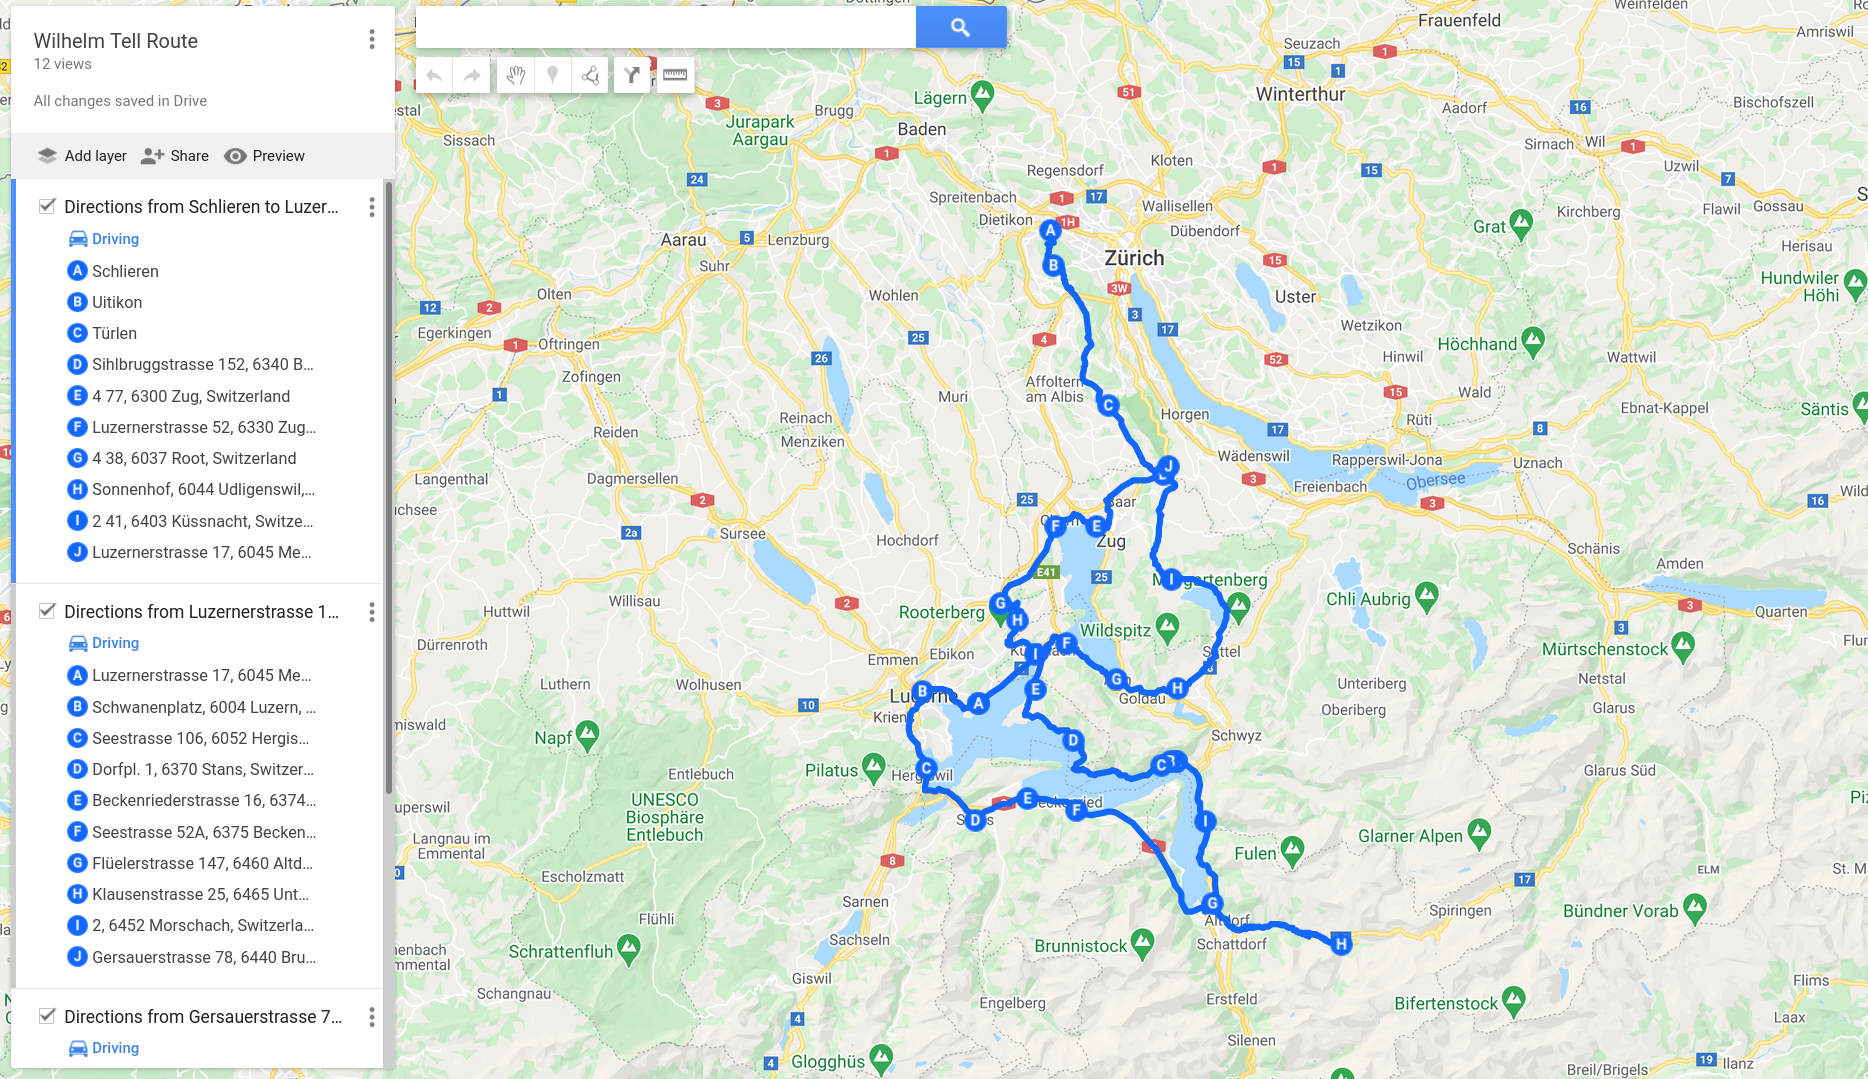 Wilhelm Tell Route
12 views
All changes saved in Drive
Add layer
Share
Preview
Directions from Schlieren to Luzer...
Driving
A Schlieren
B Uitikon
C Türlen
D Sihlbruggstrasse 152, 6340 B...
E 4 77, 6300 Zug, Switzerland
F Luzernerstrasse 52, 6330 Zug...
G 4 38, 6037 Root, Switzerland
H Sonnenhof, 6044 Udligenswil,...
I 2 41, 6403 Küssnacht, Switze...
J Luzernerstrasse 17, 6045 Me...
Directions from Luzernerstrasse 1...
Driving
A Luzernerstrasse 17, 6045 Me...
B Schwanenplatz, 6004 Luzern, ...
C Seestrasse 106, 6052 Hergis...
D Dorfpl. 1, 6370 Stans, Switzer...
E Beckenriederstrasse 16, 6374...
F Seestrasse 52A, 6375 Becken...
G Flüelerstrasse 147, 6460 Altd...
H Klausenstrasse 25, 6465 Unt...
I 2, 6452 Morschach, Switzerla...
J Gersauerstrasse 78, 6440 Bru...
Directions from Gersauerstrasse 7...
Driving
Weinfelden
Frauenfeld
Amriswil
Seuzach
Winterthur
Lägern
Brugg
Baden
Jurapark
Aargau
Sissach
Aadorf
Bischofszell
Sirnach
Wil
Uzwil
Kloten
Regensdorf
Spreitenbach
Wallisellen
Dietikon
Dübendorf
Kirchberg
Flawil
Gossau
Grat
Herisau
Aarau
Lenzburg
Suhr
Zürich
Hundwiler
Höhi
Olten
Wohlen
Uster
Egerkingen
Oftringen
Wetzikon
Höchhand
Hinwil
Wattwil
Zofingen
Affoltern
am Albis
Muri
Wald
Reinach
Menziken
Horgen
Rüti
Ebnat-Kappel
Säntis
Reiden
Wädenswil
Rapperswil-Jona
Uznach
Langenthal
Dagmersellen
Freienbach
Obersee
Sursee
Hochdorf
Zug
Schänis
Amden
Huttwil
Willisau
Rooterberg
Wildspitz
Chli Aubrig
Quarten
Dürrenroth
Emmen
Ebikon
Sattel
Mürtschenstock
Luthern
Wolhusen
Goldau
Unteriberg
Oberiberg
Netstal
Glarus
Napf
Schwyz
Pilatus
Entlebuch
Glarus Süd
UNESCO
Biosphäre
Entlebuch
Langnau im
Emmental
Fulen
Glarner Alpen
Escholzmatt
ELM
Sarnen
Flühli
Spiringen
Bündner Vorab
Schattdorf
Brunnistock
Schrattenfluh
Sachseln
Giswil
Schangnau
Engelberg
Erstfeld
Bifertenstock
Flims
Laax
Silenen
Glogghüs
Breil/Brigels
Ilanz